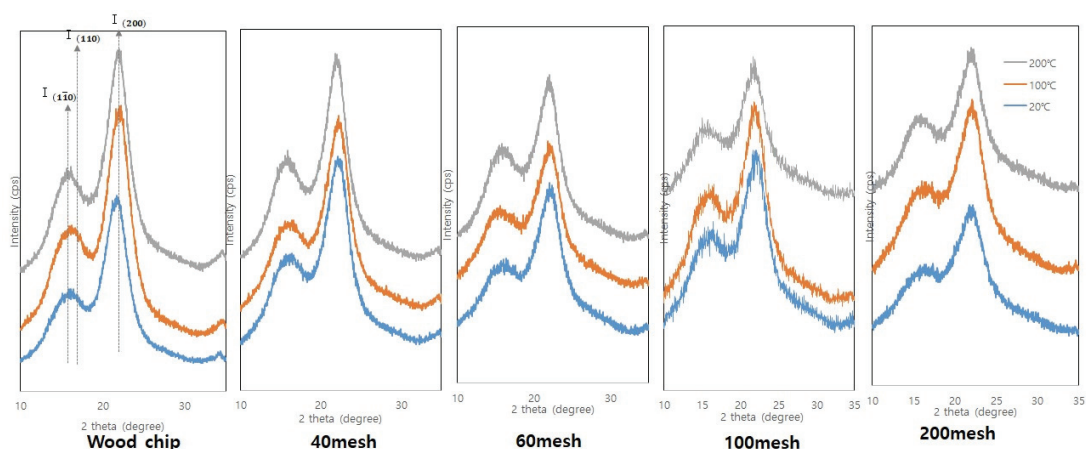 I (200)
I (110)
I (11̅0)
200℃
100℃
20℃
Intensity (cps)
Intensity (cps)
Intensity (cps)
Intensity (cps)
Intensity (cps)
10 20 30
10 20 30
10 20 30
10 15 20 25 30 35
10 15 20 25 30 35
2 theta (degree)
2 theta (degree)
2 theta (degree)
2 theta (degree)
2 theta (degree)
Wood chip
40mesh
60mesh
100mesh
200mesh